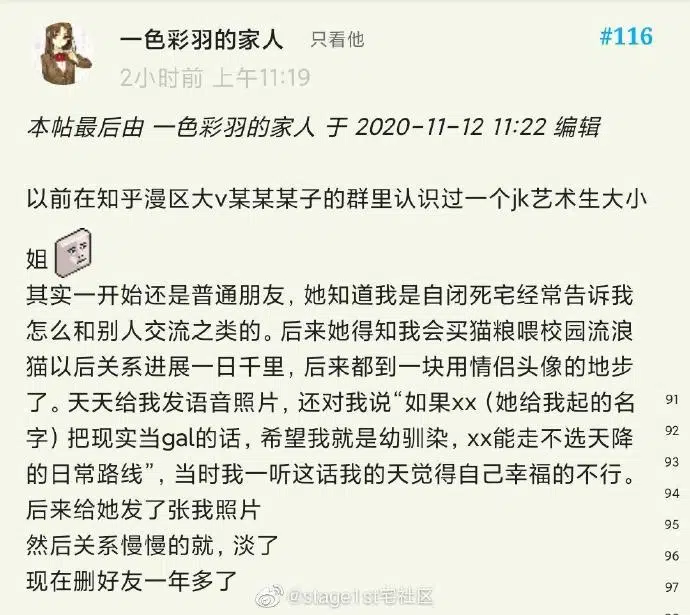 一色彩羽的家人 只看他 #116
2小时前 上午11:19
本帖最后由 一色彩羽的家人 于 2020-11-12 11:22 编辑
以前在知乎漫区大v某某某子的群里认识过一个jk艺术生大小
姐
其实一开始还是普通朋友，她知道我是自闭死宅经常告诉我
怎么和别人交流之类的。后来她得知我会买猫粮喂校园流浪
猫以后关系进展一日千里，后来都到一块用情侣头像的地步
了。天天给我发语音照片，还对我说“如果xx（她给我起的名
字）把现实当gal的话，希望我就是幼驯染，xx能走不选天降
的日常路线”，当时我一听这话我的天觉得自己幸福的不行。
后来给她发了张我照片
然后关系慢慢的就，淡了
现在删好友一年多了
91
92
93
94
95
96
97
@stage1st宅社区